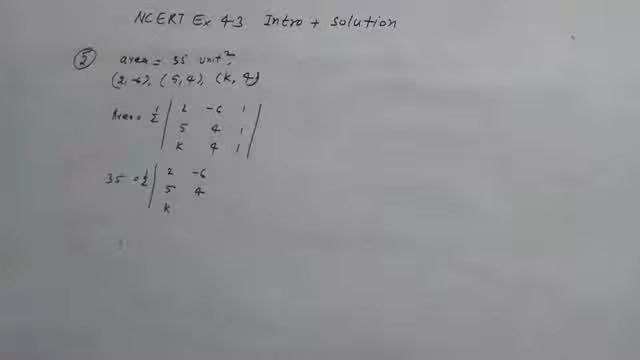 NCERT Ex 4.3 Intro + Solution
⑤ area = 35 unit².
(2,-6), (5,4), (K, 4)
Area = 1/2 | 2 -6 1 |
5 4 1
K 4 1
35 = 1/2 | 2 -6
5 4
K